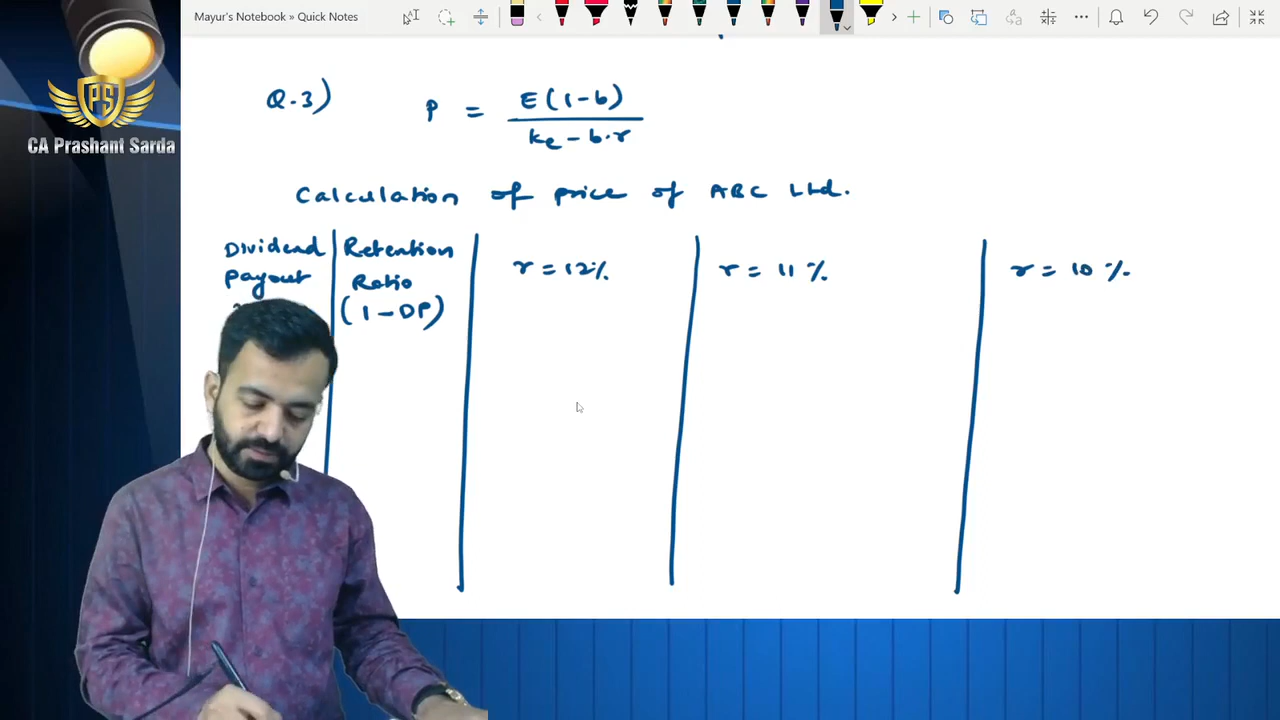 Mayur's Notebook » Quick Notes
PS
CA Prashant Sarda
Q.3) P = E(1-b)
ke - b.r
Calculation of price of ABC Ltd.
Dividend Payout
Retention Ratio (1-DP)
r = 12%
r = 11%
r = 10%